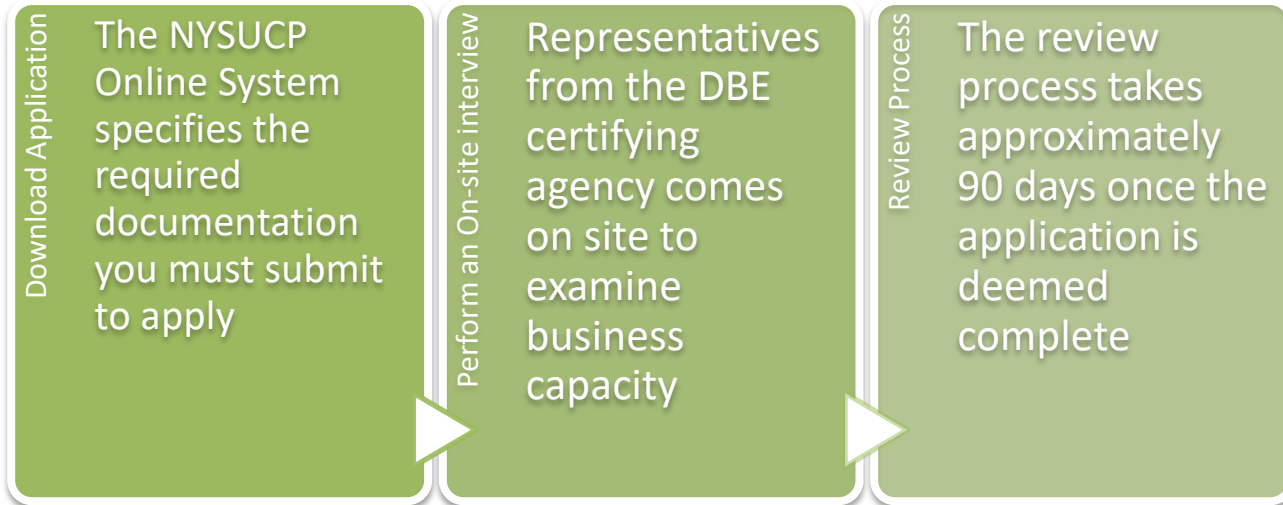 Download Application
The NYSUCP
Online System
specifies the
required
documentation
you must submit
to apply
Perform an On-site interview
Representatives
from the DBE
certifying
agency comes
on site to
examine
business
capacity
Review Process
The review
process takes
approximately
90 days once the
application is
deemed
complete